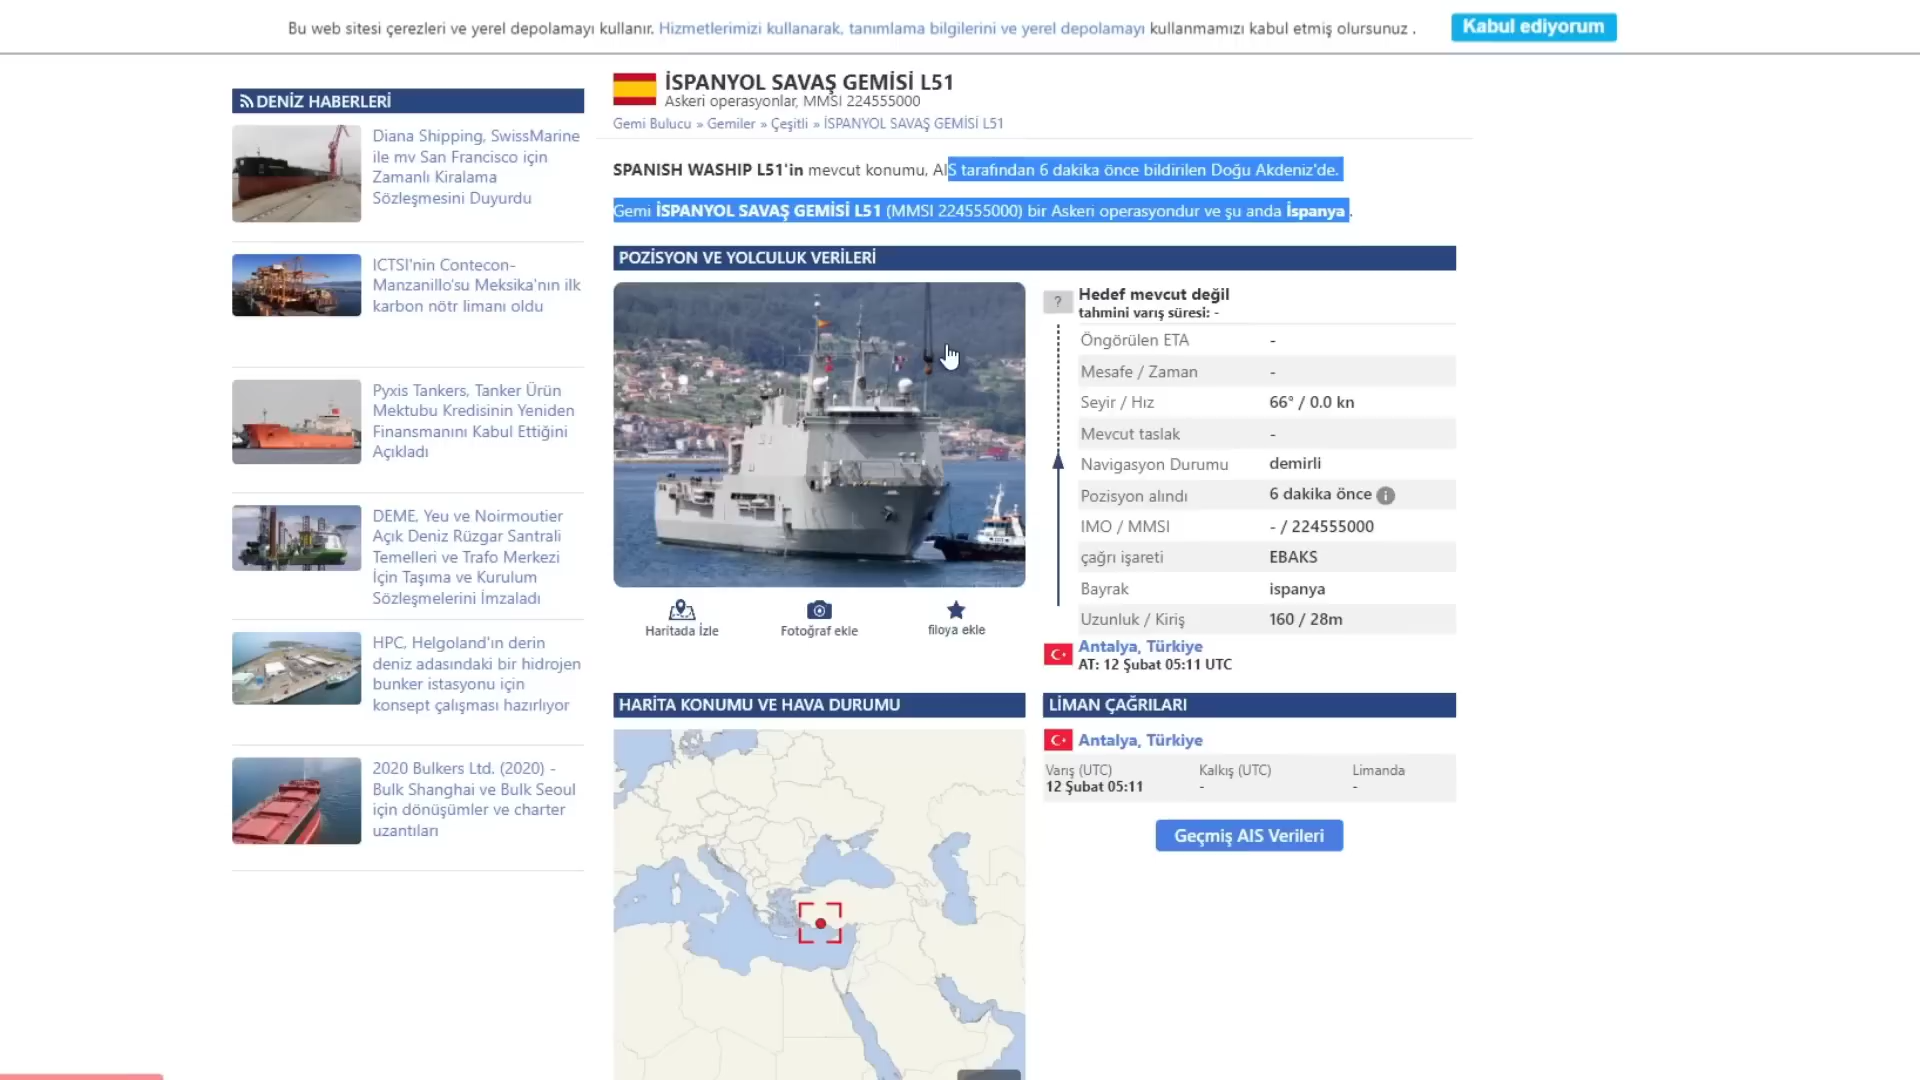 Bu web sitesi çerezleri ve yerel depolamayı kullanır. Hizmetlerimizi kullanarak, tanımlama bilgilerini ve yerel depolamayı kullanmamızı kabul etmiş olursunuz .
Kabul ediyorum
DENİZ HABERLERİ
Diana Shipping, SwissMarine
ile mv San Francisco için
Zamanlı Kiralama
Sözleşmesini Duyurdu
ICTSI'nin Contecon-
Manzanillo'su Meksika'nın ilk
karbon nötr limanı oldu
Pyxis Tankers, Tanker Ürün
Mektubu Kredisinin Yeniden
Finansmanını Kabul Ettiğini
Açıkladı
DEME, Yeu ve Noirmoutier
Açık Deniz Rüzgar Santrali
Temelleri ve Trafo Merkezi
İçin Taşıma ve Kurulum
Sözleşmelerini İmzaladı
HPC, Helgoland'ın derin
deniz adasındaki bir hidrojen
bunker istasyonu için
konsept çalışması hazırlıyor
2020 Bulkers Ltd. (2020) -
Bulk Shanghai ve Bulk Seoul
için dönüşümler ve charter
uzantıları
İSPANYOL SAVAŞ GEMİSİ L51
Askeri operasyonlar, MMSI 224555000
Gemi Bulucu » Gemiler » Çeşitli » İSPANYOL SAVAŞ GEMİSİ L51
SPANISH WASHIP L51'in mevcut konumu, AIS tarafından 6 dakika önce bildirilen Doğu Akdeniz'de.
Gemi İSPANYOL SAVAŞ GEMİSİ L51 (MMSI 224555000) bir Askeri operasyondur ve şu anda İspanya .
POZİSYON VE YOLCULUK VERİLERİ
Haritada İzle
Fotoğraf ekle
filoya ekle
?
Hedef mevcut değil
tahmini varış süresi: -
Öngörülen ETA -
Mesafe / Zaman -
Seyir / Hız 66° / 0.0 kn
Mevcut taslak -
Navigasyon Durumu demirli
Pozisyon alındı 6 dakika önce i
IMO / MMSI - / 224555000
çağrı işareti EBAKS
Bayrak ispanya
Uzunluk / Kiriş 160 / 28m
Antalya, Türkiye
AT: 12 Şubat 05:11 UTC
HARİTA KONUMU VE HAVA DURUMU
LİMAN ÇAĞRILARI
Antalya, Türkiye
Varış (UTC) Kalkış (UTC) Limanda
12 Şubat 05:11 - -
Geçmiş AIS Verileri